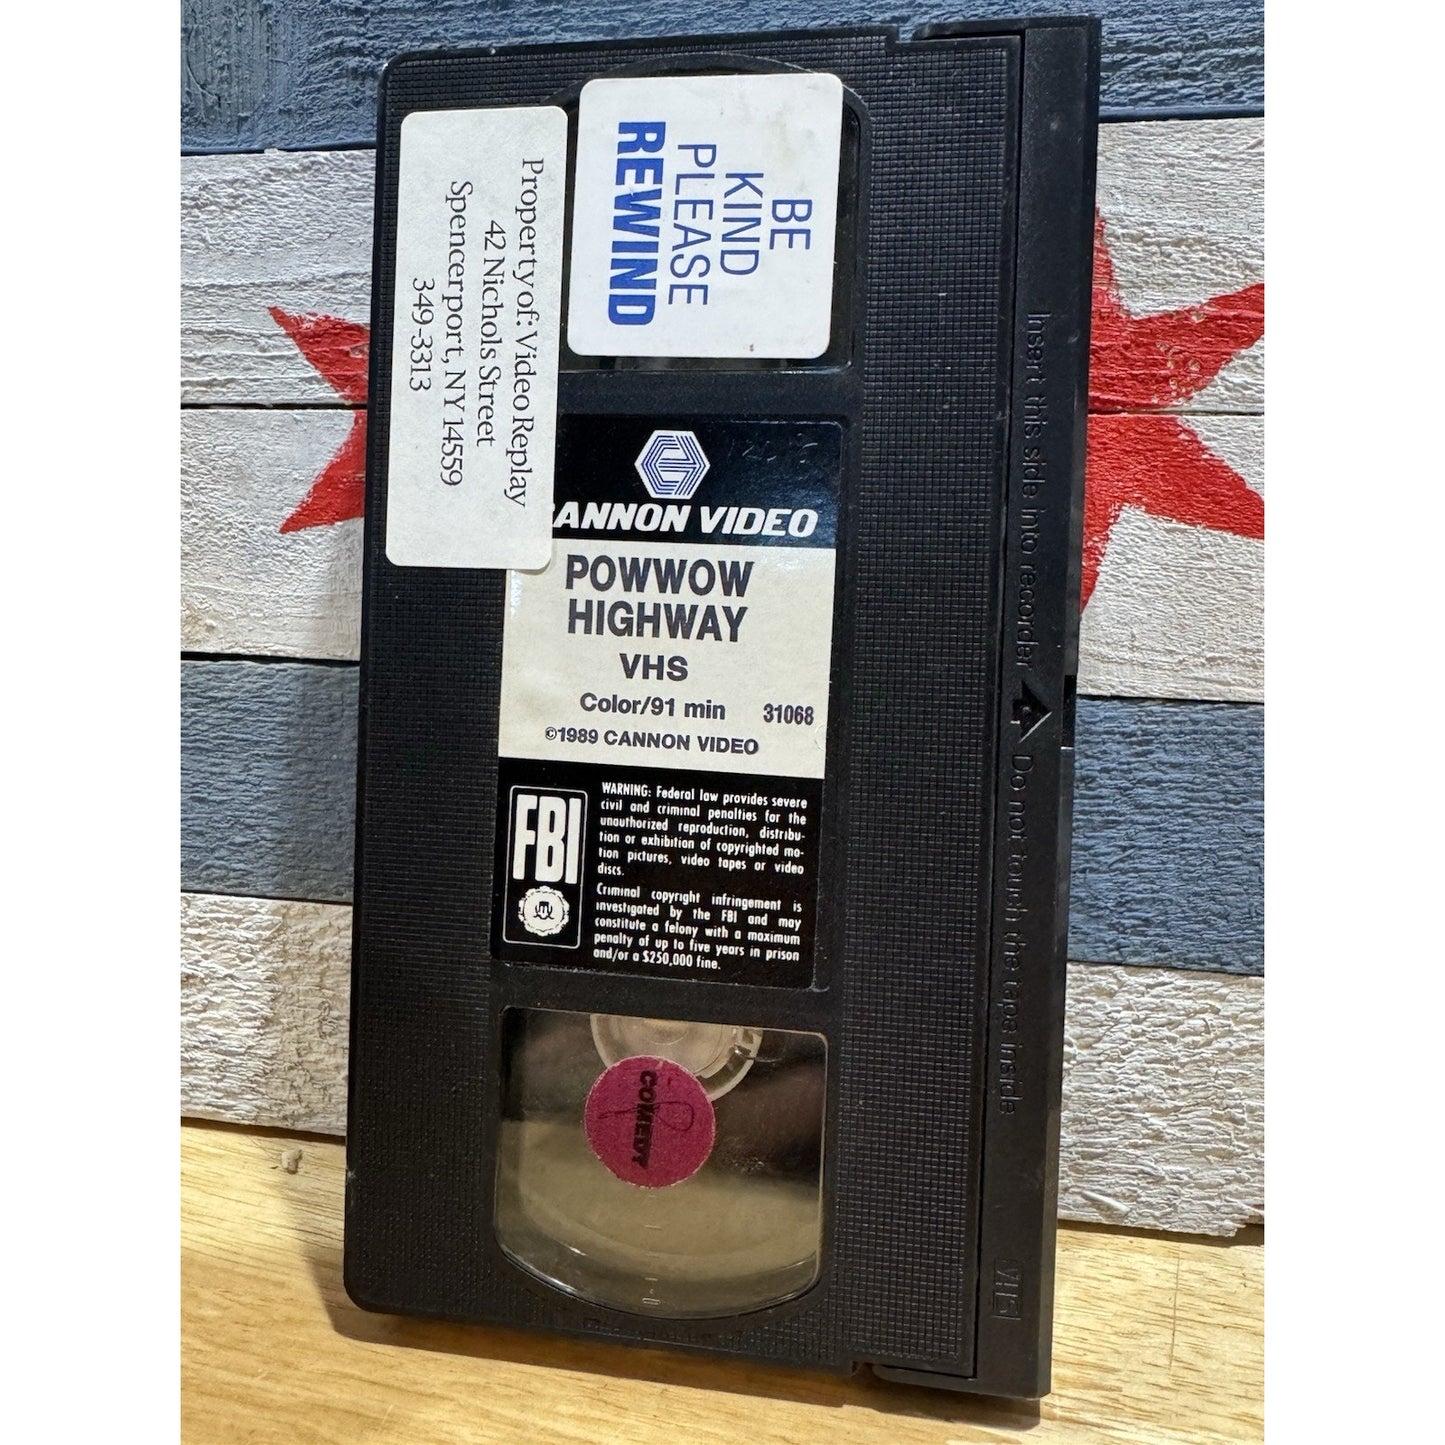 Property of: Video Replay
42 Nichols Street
Spencerport, NY 14559
349-3313
BE
KIND
PLEASE
REWIND
ANNON VIDEO
POWWOW
HIGHWAY
VHS
Color/91 min 31068
©1989 CANNON VIDEO
FBI
WARNING: Federal law provides severe
civil and criminal penalties for the
unauthorized reproduction, distribu-
tion or exhibition of copyrighted mo-
tion pictures, video tapes or video
discs.
Criminal copyright infringement is
investigated by the FBI and may
constitute a felony with a maximum
penalty of up to five years in prison
and/or a $250,000 fine.
COMEDY
Insert this side into recorder
Do not touch the tape inside
VHS